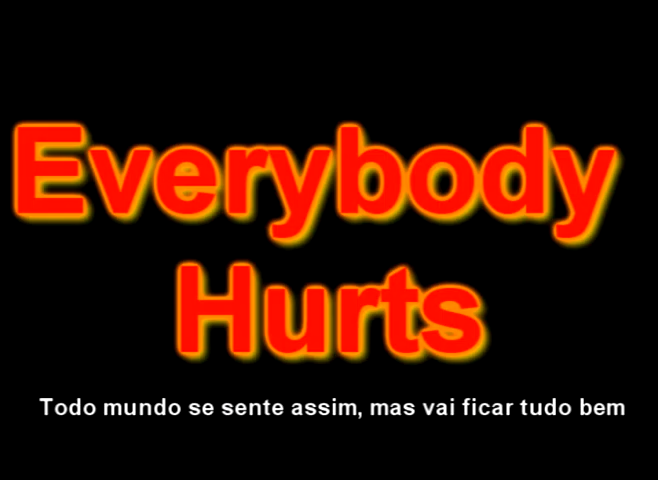 Everybody
Hurts
Todo mundo se sente assim, mas vai ficar tudo bem